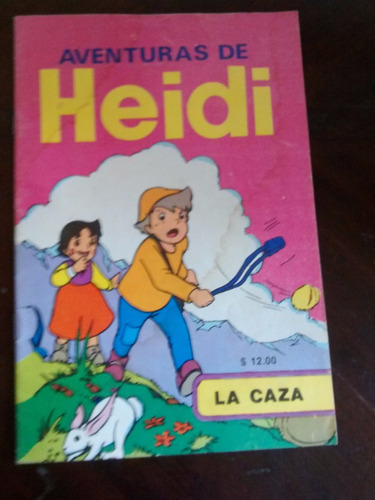 AVENTURAS DE
Heidi
$ 12.00
LA CAZA